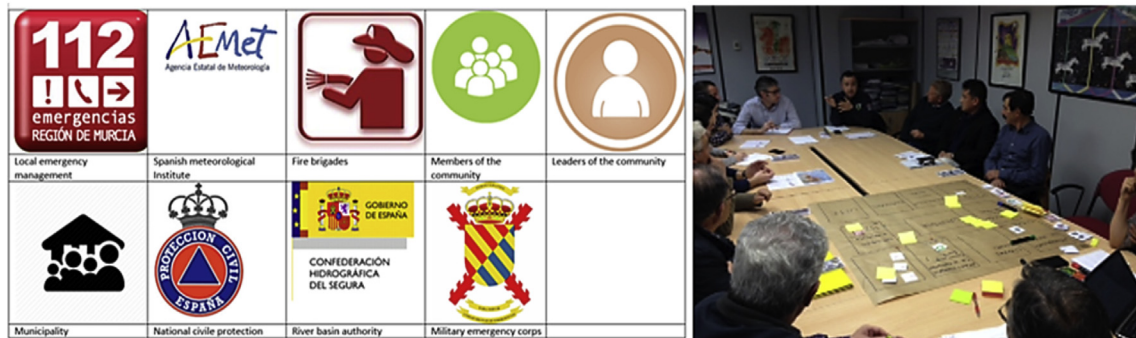 112
emergencias
REGIÓN DE MURCIA
AEMet
Agencia Estatal de Meteorología
Local emergency
management
Spanish meteorological
Institute
Fire brigades
Members of the
community
Leaders of the community
PROTECCION CIVIL
ESPAÑA
GOBIERNO
DE ESPAÑA
CONFEDERACIÓN
HIDROGRÁFICA
DEL SEGURA
Municipality
National civile protection
River basin authority
Military emergency corps